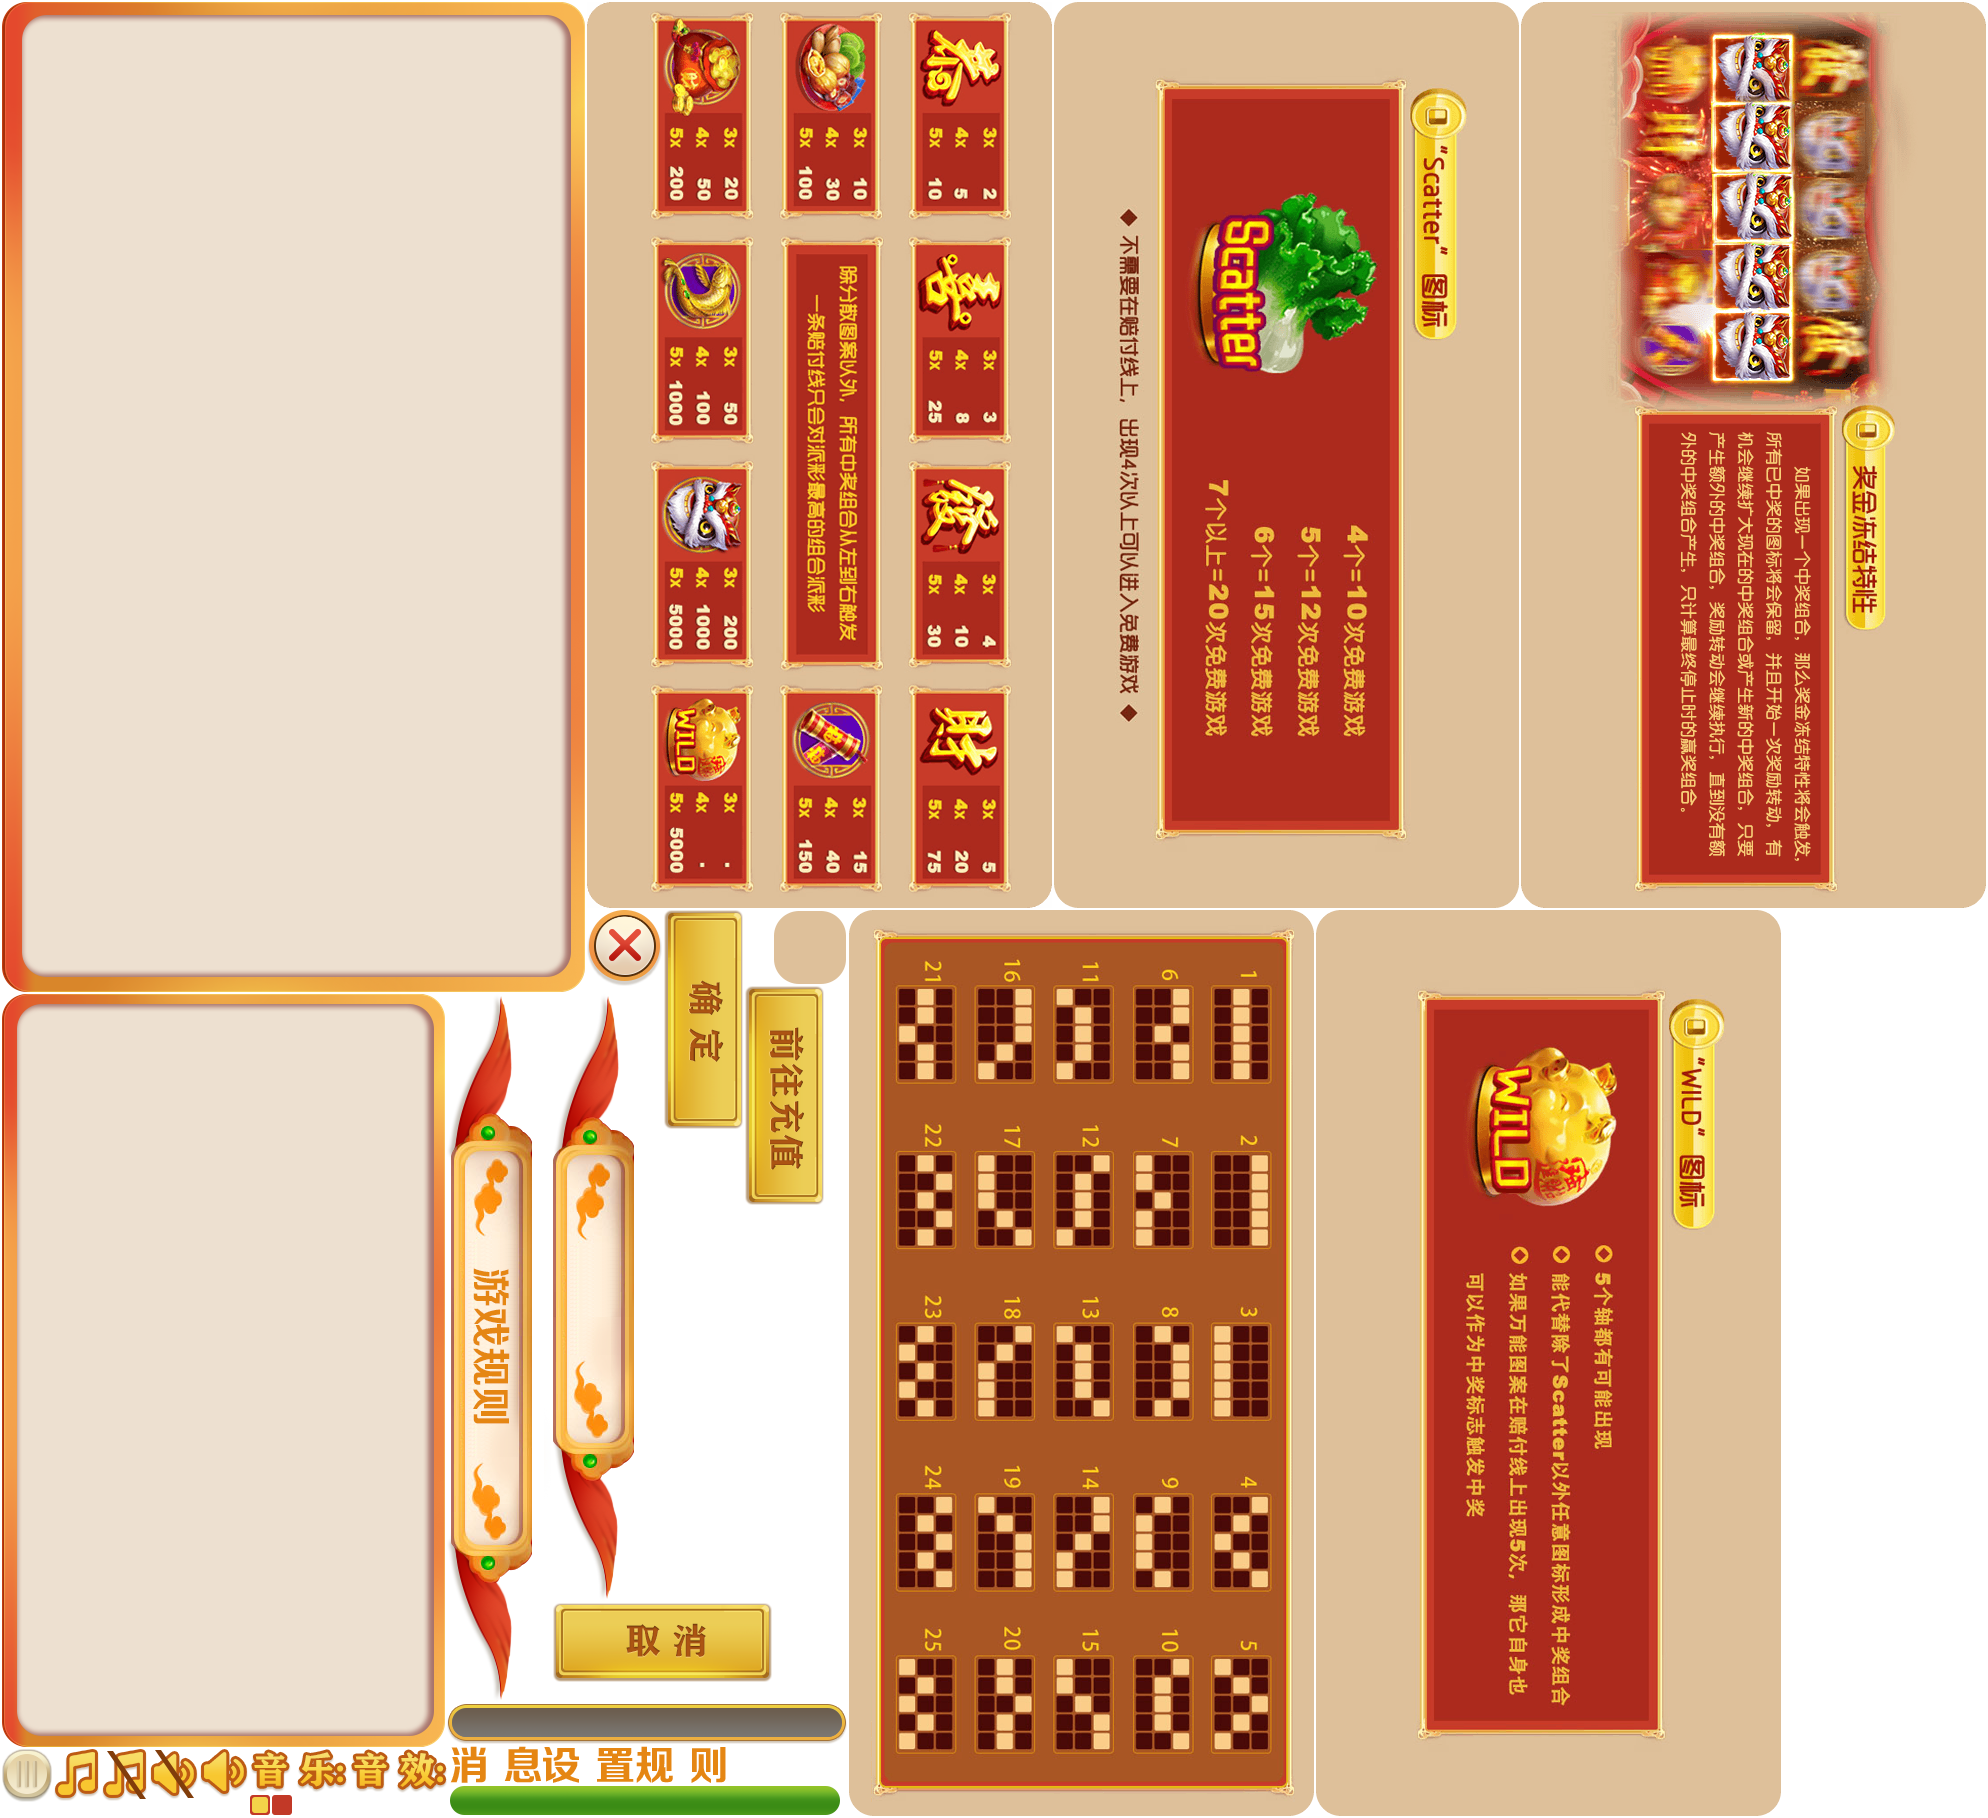 春
3x 2
4x 5
5x 10
喜
3x 3
4x 8
5x 25
發
3x 4
4x 10
5x 30
財
3x 5
4x 20
5x 75
3x 10
4x 30
5x 100
除分散图案以外，所有中奖组合从左到右触发
一条赔付线只会对派彩最高的组合派彩
3x 15
4x 40
5x 150
3x 20
4x 50
5x 200
3x 50
4x 100
5x 1000
3x 200
4x 1000
5x 5000
WILD
3x .
4x .
5x 5000
“Scatter” 图标
Scatter
4个=10次免费游戏
5个=12次免费游戏
6个=15次免费游戏
7个以上=20次免费游戏
◆ 不需要在赔付线上，出现4次以上可以进入免费游戏 ◆
奖金冻结特性
如果出现一个中奖组合，那么奖金冻结特性将会触发，
所有已中奖的图标将会保留，并且开始一次奖励转动，有
机会继续扩大现在的中奖组合或产生新的中奖组合，只要
产生额外的中奖组合，奖励转动会继续执行，直到没有额
外的中奖组合产生，只计算最终停止时的赢奖组合。
确 定
前往充值
游戏规则
取 消
1
2
3
4
5
6
7
8
9
10
11
12
13
14
15
16
17
18
19
20
21
22
23
24
25
“WILD” 图标
WILD
5个轴都有可能出现
能代替除了Scatter以外任意图标形成中奖组合
如果万能图案在赔付线上出现5次，那它自身也
可以作为中奖标志触发中奖
音 乐:
音 效:
消 息
设 置
规 则